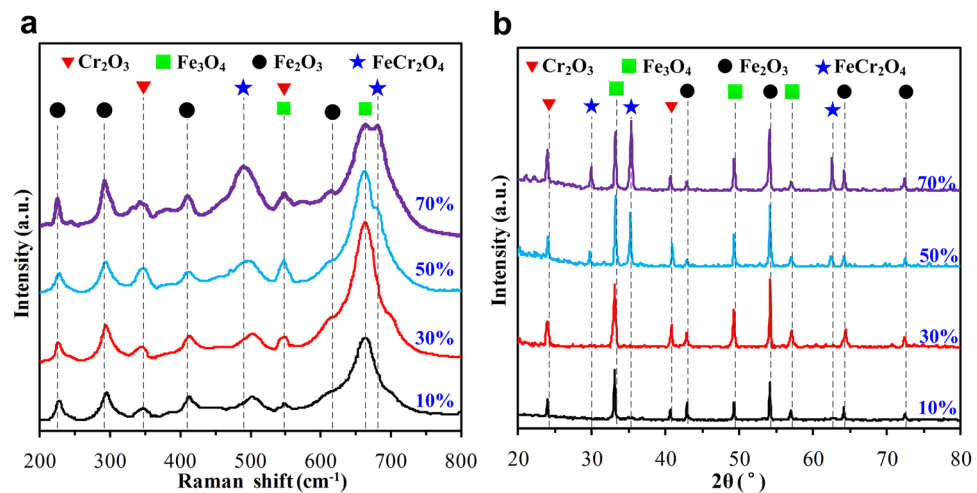 a
Cr₂O₃ Fe₃O₄ Fe₂O₃ FeCr₂O₄
70%
50%
30%
10%
Intensity (a.u.)
200 300 400 500 600 700 800
Raman shift (cm⁻¹)
b
Cr₂O₃ Fe₃O₄ Fe₂O₃ FeCr₂O₄
70%
50%
30%
10%
Intensity (a.u.)
20 30 40 50 60 70 80
2θ (°)